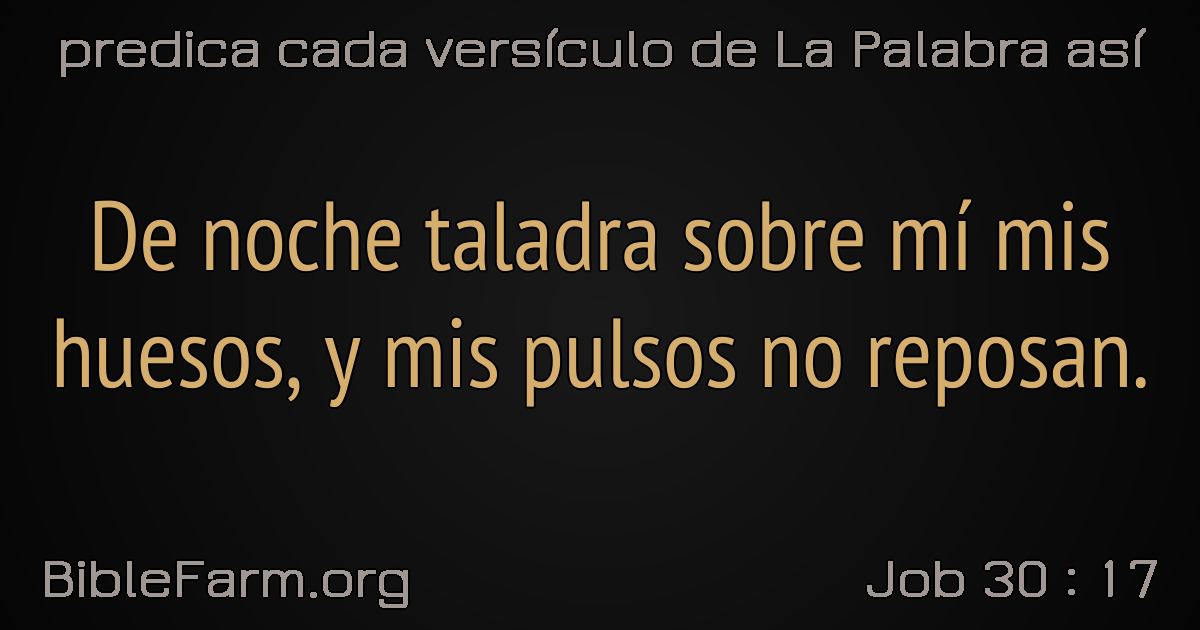 predica cada versículo de La Palabra así
De noche taladra sobre mí mis
huesos, y mis pulsos no reposan.
BibleFarm.org
Job 30 : 17